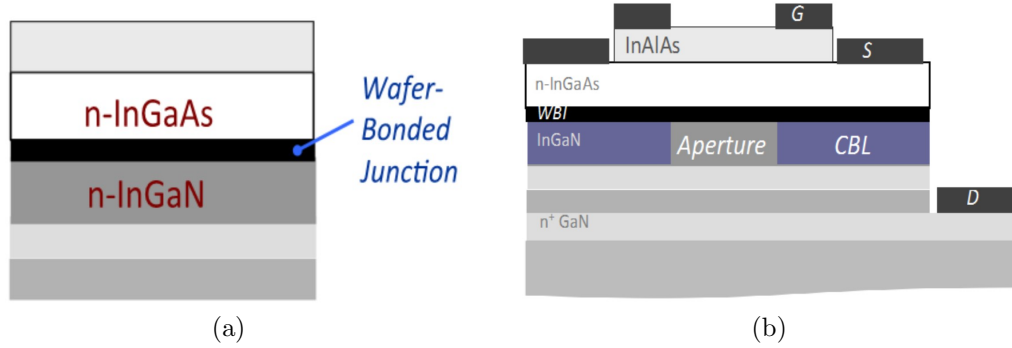 n-InGaAs
Wafer-
Bonded
Junction
n-InGaN
(a)
G
InAlAs
S
n-InGaAs
WBI
InGaN
Aperture
CBL
D
n⁺ GaN
(b)